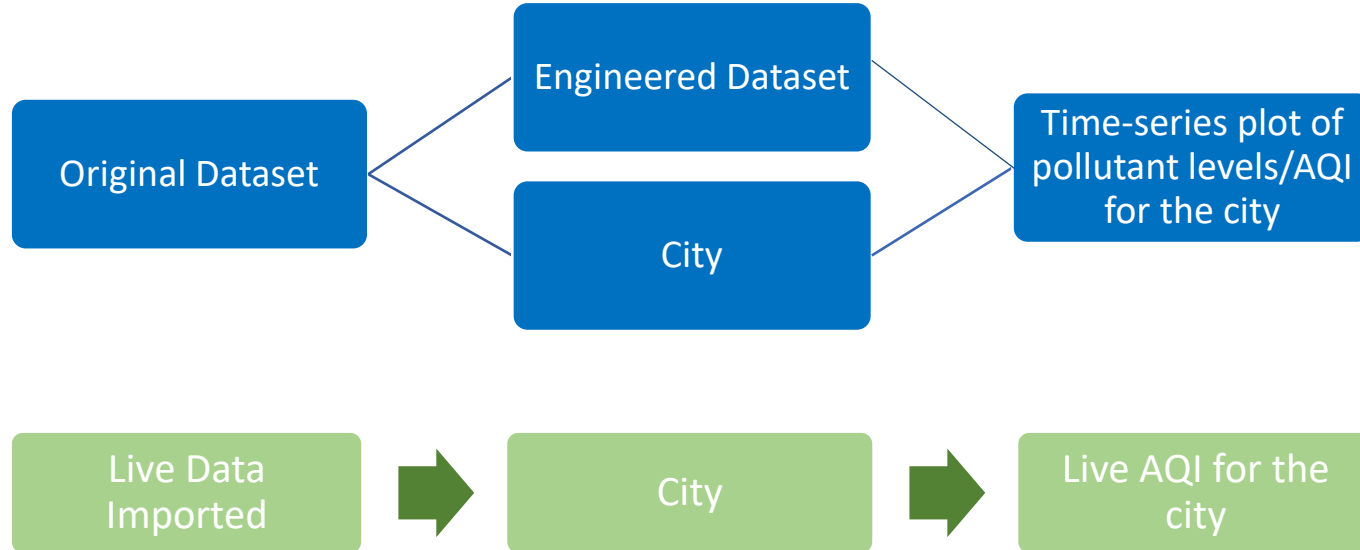 Original Dataset
Engineered Dataset
City
Time-series plot of
pollutant levels/AQI
for the city
Live Data
Imported
City
Live AQI for the
city